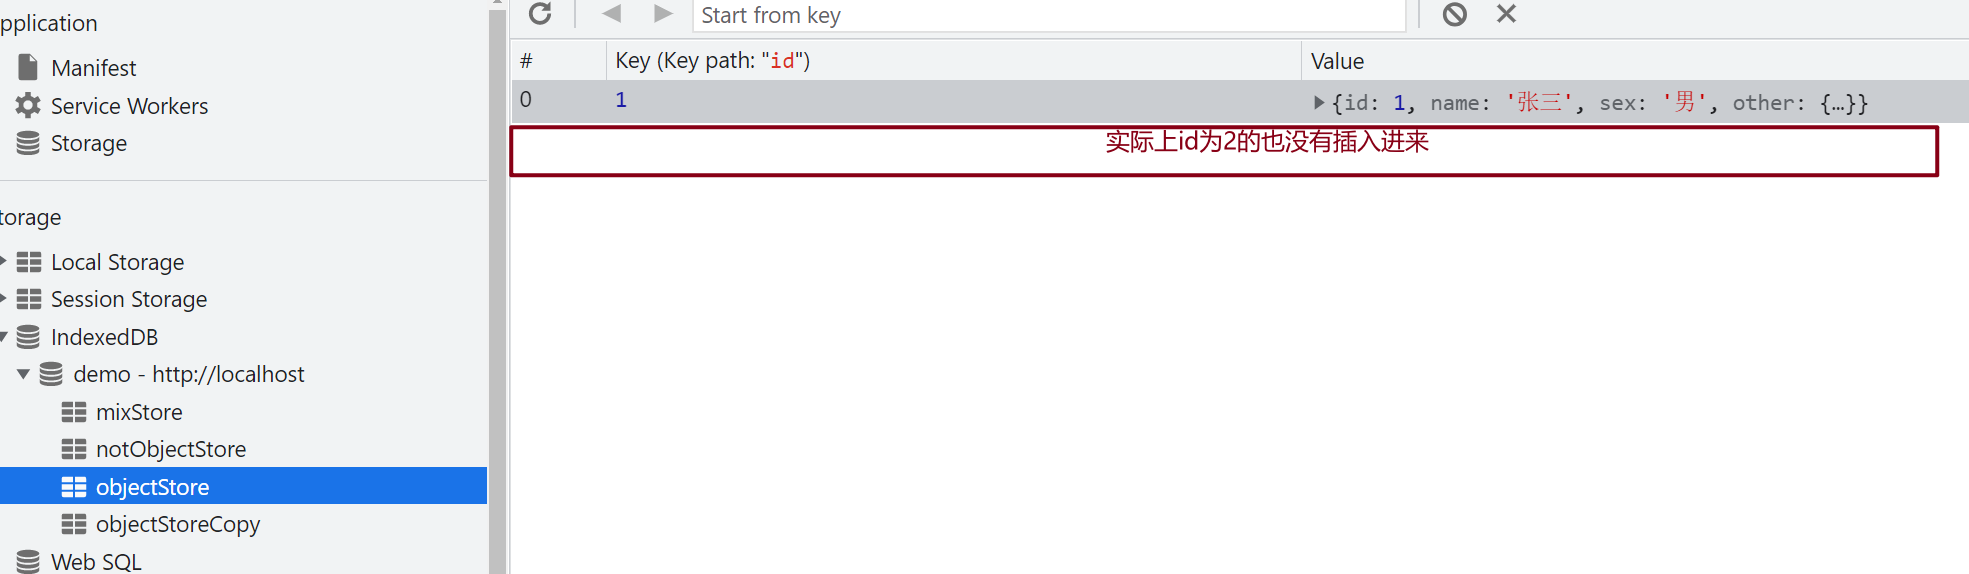 pplication
Manifest
Service Workers
Storage
torage
Local Storage
Session Storage
IndexedDB
demo - http://localhost
mixStore
notObjectStore
objectStore
objectStoreCopy
Web SQL
Start from key
# Key (Key path: "id") Value
0 1 {id: 1, name: '张三', sex: '男', other: {…}}
实际上id为2的也没有插入进来